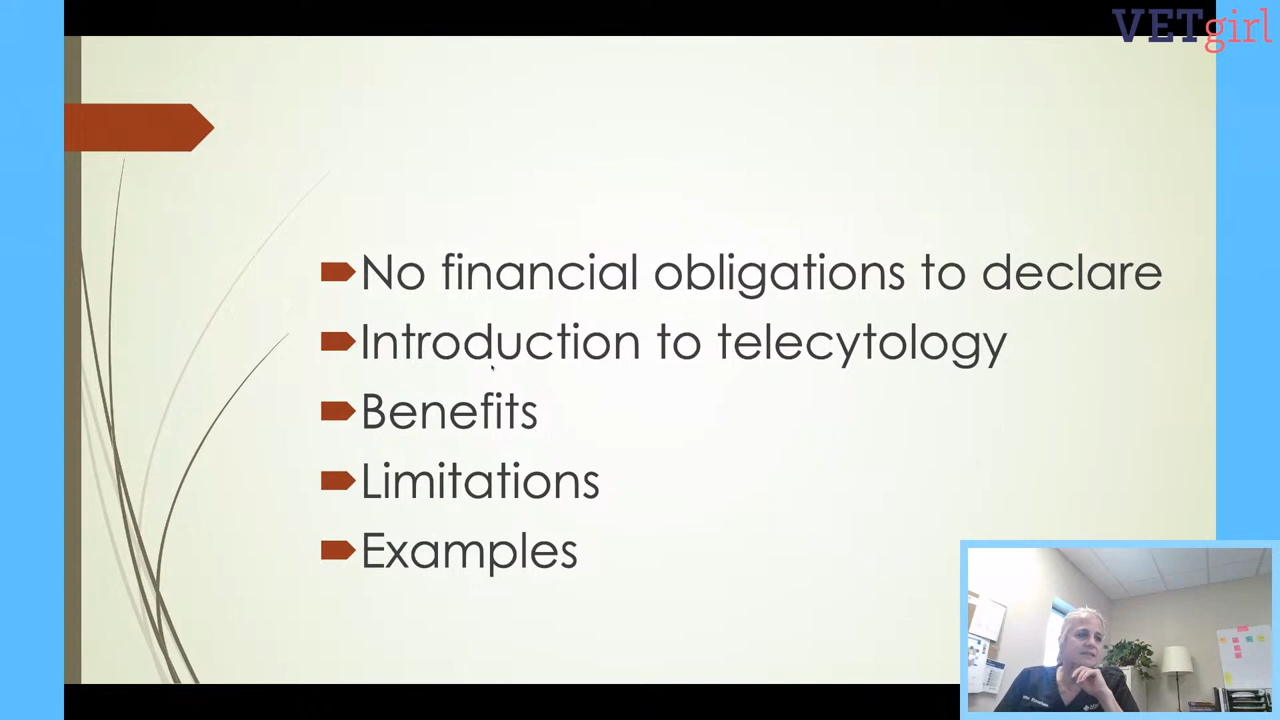 VETgirl
No financial obligations to declare
Introduction to telecytology
Benefits
Limitations
Examples